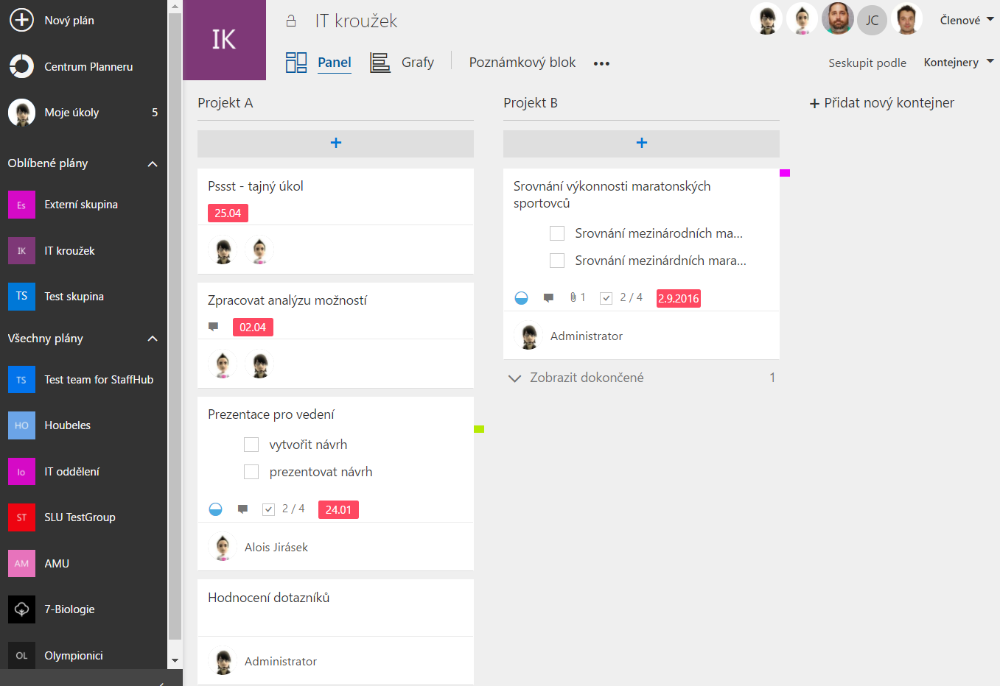 Nový plán
Centrum Planneru
Moje úkoly 5
Oblíbené plány
Es Externí skupina
IK IT kroužek
TS Test skupina
Všechny plány
TS Test team for StaffHub
HO Houbeles
Io IT oddělení
ST SLU TestGroup
AM AMU
7-Biologie
OL Olympionici
IK
IT kroužek
JC
Členové
Panel
Grafy
Poznámkový blok
•••
Seskupit podle Kontejnery
Projekt A
+
Pssst - tajný úkol
25.04
Zpracovat analýzu možností
02.04
Prezentace pro vedení
vytvořit návrh
prezentovat návrh
2 / 4 24.01
Alois Jirásek
Hodnocení dotazníků
Administrator
Projekt B
+
Srovnání výkonnosti maratonských
sportovců
Srovnání mezinárodních ma...
Srovnání mezinárdních mara...
1 2 / 4 2.9.2016
Administrator
Zobrazit dokončené 1
+ Přidat nový kontejner